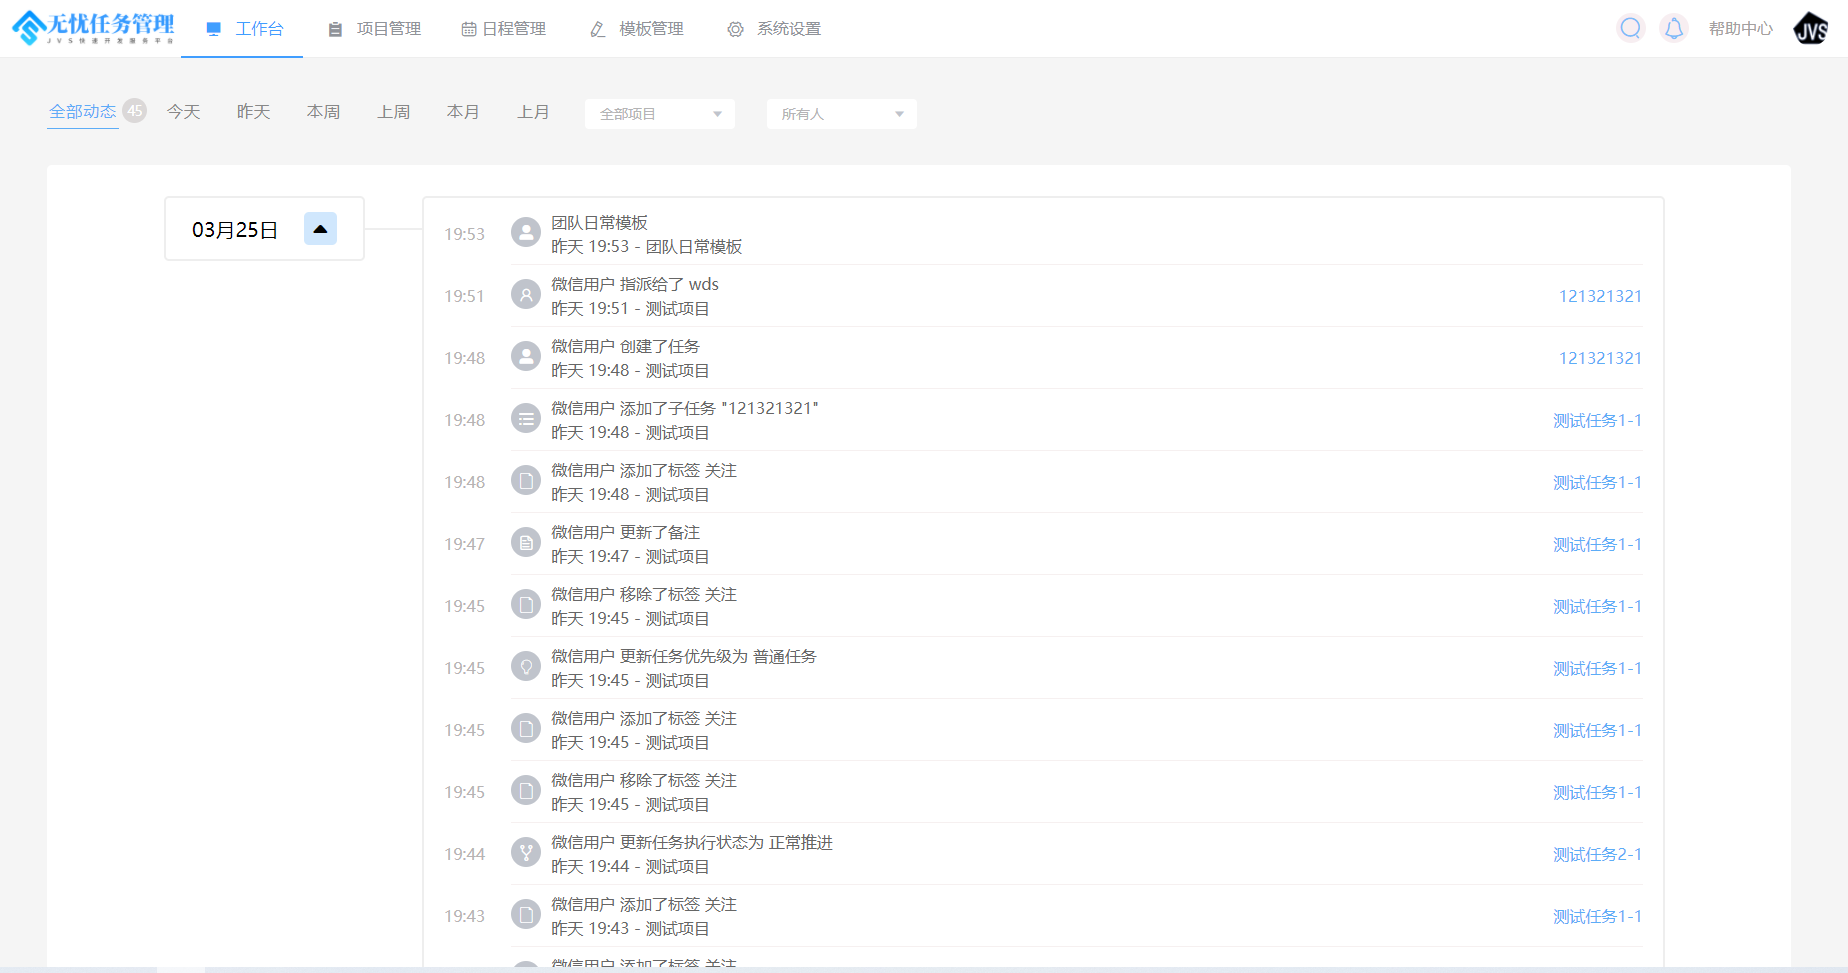 无忧任务管理
JVS快速开发服务平台
工作台
项目管理
日程管理
模板管理
系统设置
帮助中心
JVS
全部动态 45
今天
昨天
本周
上周
本月
上月
全部项目
所有人
03月25日
19:53
团队日常模板
昨天 19:53 - 团队日常模板
19:51
微信用户 指派给了 wds
昨天 19:51 - 测试项目
121321321
19:48
微信用户 创建了任务
昨天 19:48 - 测试项目
121321321
19:48
微信用户 添加了子任务 "121321321"
昨天 19:48 - 测试项目
测试任务1-1
19:48
微信用户 添加了标签 关注
昨天 19:48 - 测试项目
测试任务1-1
19:47
微信用户 更新了备注
昨天 19:47 - 测试项目
测试任务1-1
19:45
微信用户 移除了标签 关注
昨天 19:45 - 测试项目
测试任务1-1
19:45
微信用户 更新任务优先级为 普通任务
昨天 19:45 - 测试项目
测试任务1-1
19:45
微信用户 添加了标签 关注
昨天 19:45 - 测试项目
测试任务1-1
19:45
微信用户 移除了标签 关注
昨天 19:45 - 测试项目
测试任务1-1
19:44
微信用户 更新任务执行状态为 正常推进
昨天 19:44 - 测试项目
测试任务2-1
19:43
微信用户 添加了标签 关注
昨天 19:43 - 测试项目
测试任务1-1
微信用户 添加了标签 关注